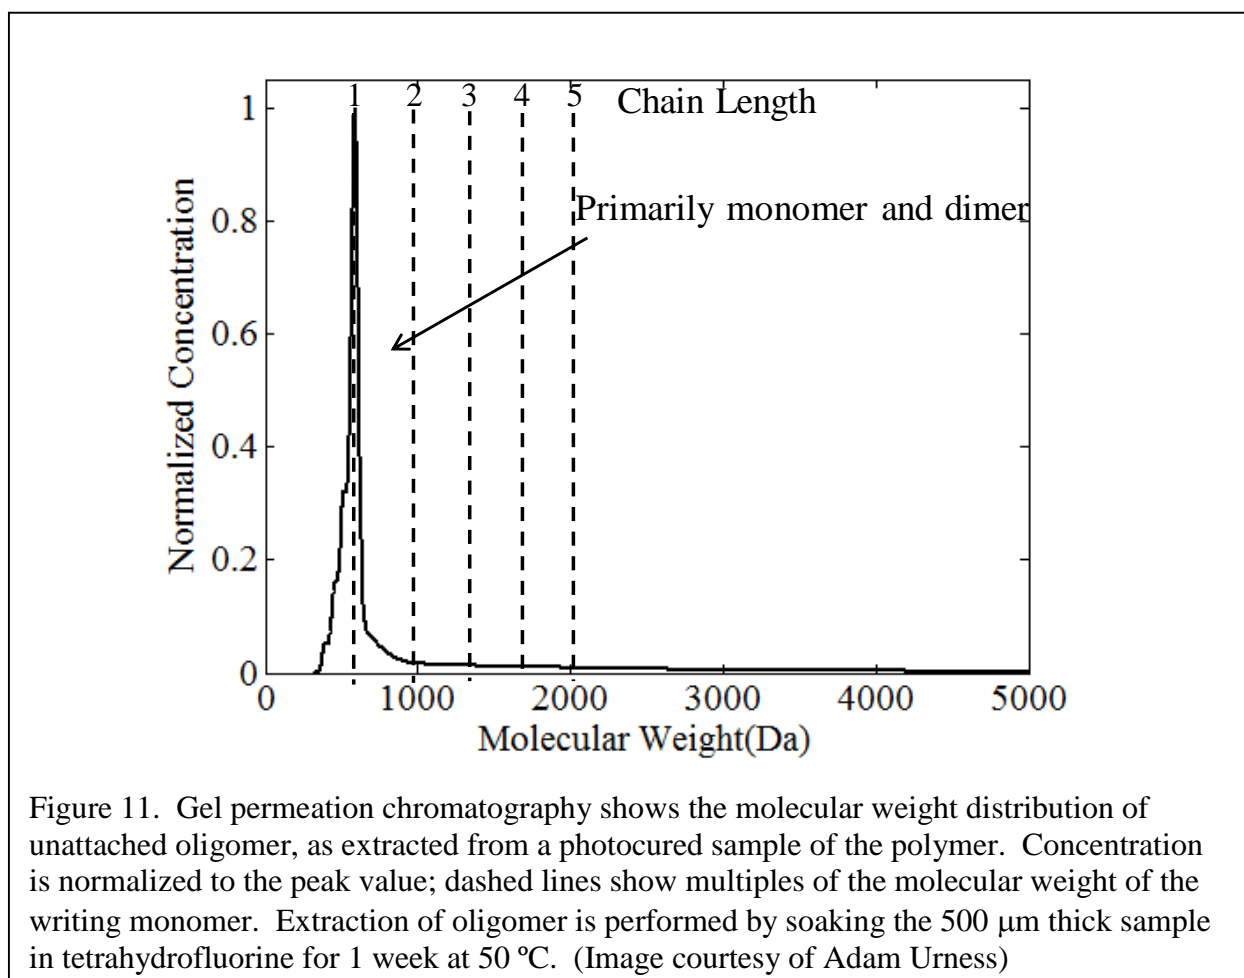 1 2 3 4 5 Chain Length
1
Primarily monomer and dimer
0.8
0.6
0.4
0.2
0
Normalized Concentration
0 1000 2000 3000 4000 5000
Molecular Weight(Da)
Figure 11. Gel permeation chromatography shows the molecular weight distribution of
unattached oligomer, as extracted from a photocured sample of the polymer. Concentration
is normalized to the peak value; dashed lines show multiples of the molecular weight of the
writing monomer. Extraction of oligomer is performed by soaking the 500 μm thick sample
in tetrahydrofluorine for 1 week at 50 ºC. (Image courtesy of Adam Urness)